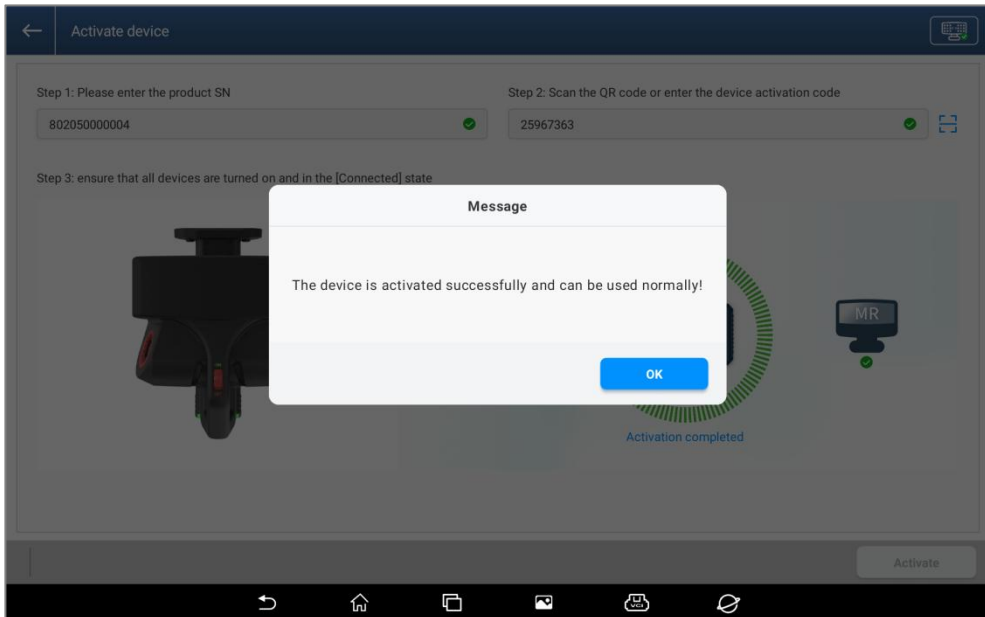 Activate device
Step 1: Please enter the product SN
Step 2: Scan the QR code or enter the device activation code
802050000004
25967363
Step 3: ensure that all devices are turned on and in the [Connected] state
Message
The device is activated successfully and can be used normally!
OK
MR
Activation completed
Activate
VCI